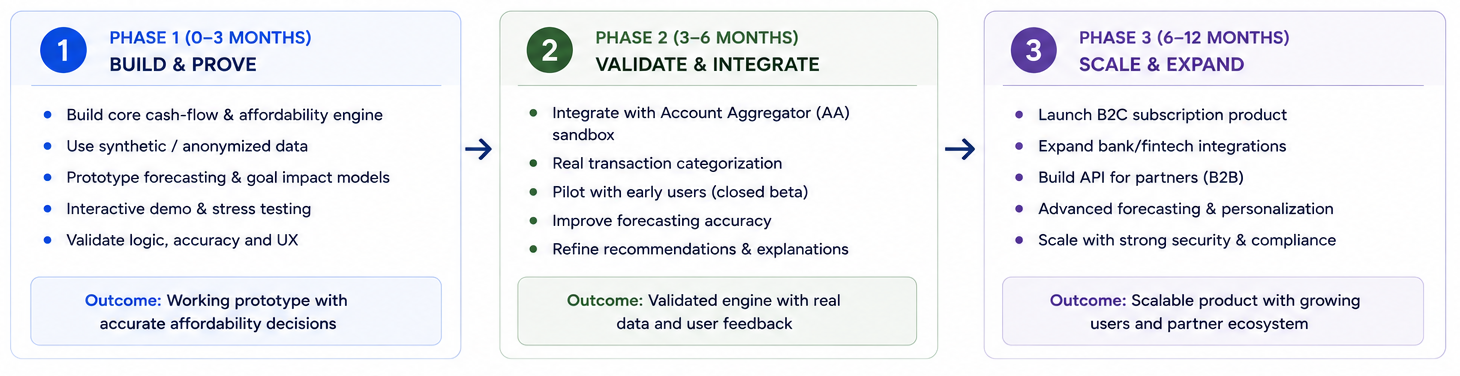 1
PHASE 1 (0–3 MONTHS)
BUILD & PROVE
Build core cash-flow & affordability engine
Use synthetic / anonymized data
Prototype forecasting & goal impact models
Interactive demo & stress testing
Validate logic, accuracy and UX
Outcome: Working prototype with
accurate affordability decisions
2
PHASE 2 (3–6 MONTHS)
VALIDATE & INTEGRATE
Integrate with Account Aggregator (AA)
sandbox
Real transaction categorization
Pilot with early users (closed beta)
Improve forecasting accuracy
Refine recommendations & explanations
Outcome: Validated engine with real
data and user feedback
3
PHASE 3 (6–12 MONTHS)
SCALE & EXPAND
Launch B2C subscription product
Expand bank/fintech integrations
Build API for partners (B2B)
Advanced forecasting & personalization
Scale with strong security & compliance
Outcome: Scalable product with growing
users and partner ecosystem